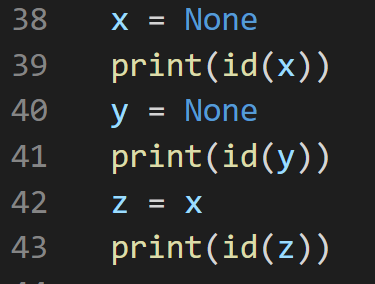 38 x = None
39 print(id(x))
40 y = None
41 print(id(y))
42 z = x
43 print(id(z))